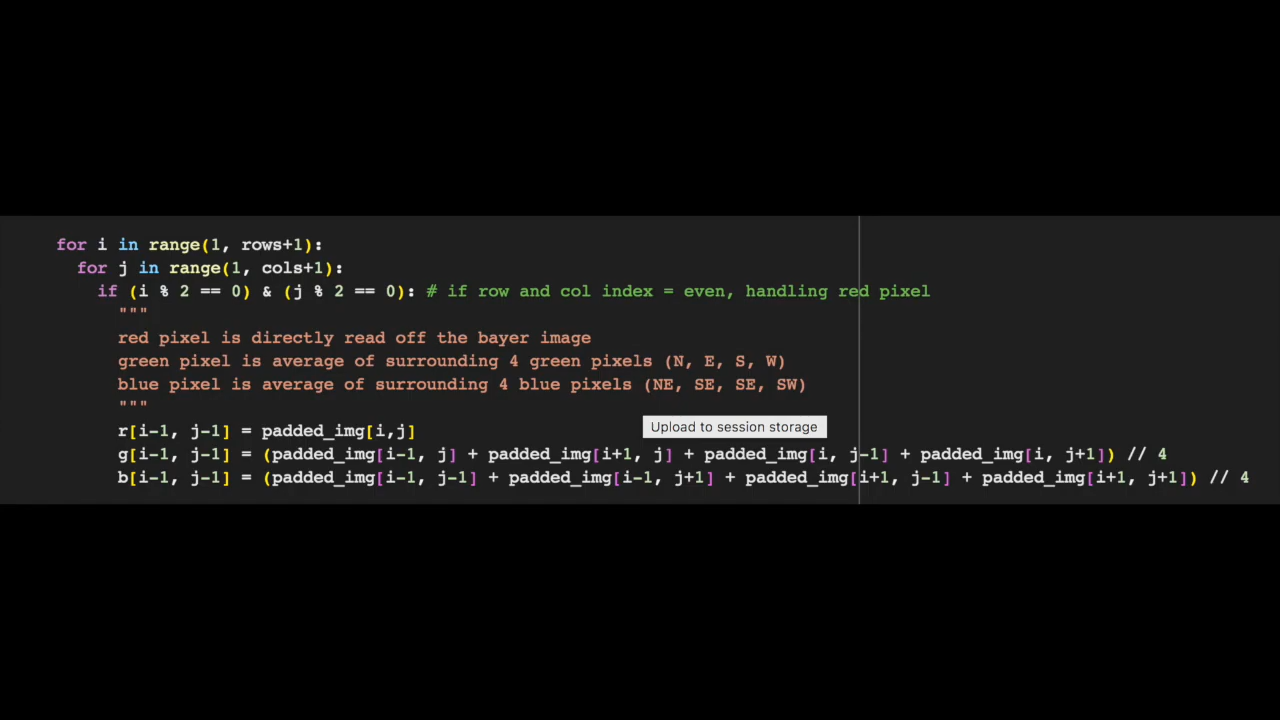 for i in range(1, rows+1):
for j in range(1, cols+1):
if (i % 2 == 0) & (j % 2 == 0): # if row and col index = even, handling red pixel
"""
red pixel is directly read off the bayer image
green pixel is average of surrounding 4 green pixels (N, E, S, W)
blue pixel is average of surrounding 4 blue pixels (NE, SE, SE, SW)
"""
r[i-1, j-1] = padded_img[i,j]
Upload to session storage
g[i-1, j-1] = (padded_img[i-1, j] + padded_img[i+1, j] + padded_img[i, j-1] + padded_img[i, j+1]) // 4
b[i-1, j-1] = (padded_img[i-1, j-1] + padded_img[i-1, j+1] + padded_img[i+1, j-1] + padded_img[i+1, j+1]) // 4